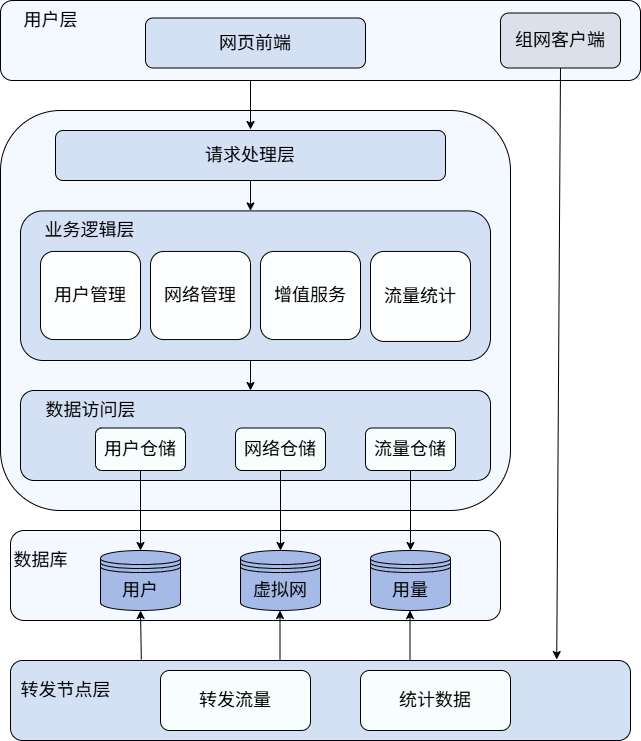 用户层
网页前端
组网客户端
请求处理层
业务逻辑层
用户管理
网络管理
增值服务
流量统计
数据访问层
用户仓储
网络仓储
流量仓储
数据库
用户
虚拟网
用量
转发节点层
转发流量
统计数据